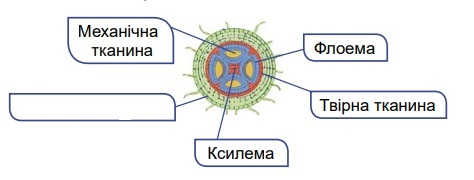 Механічна
тканина
Флоема
Твірна тканина
Ксилема